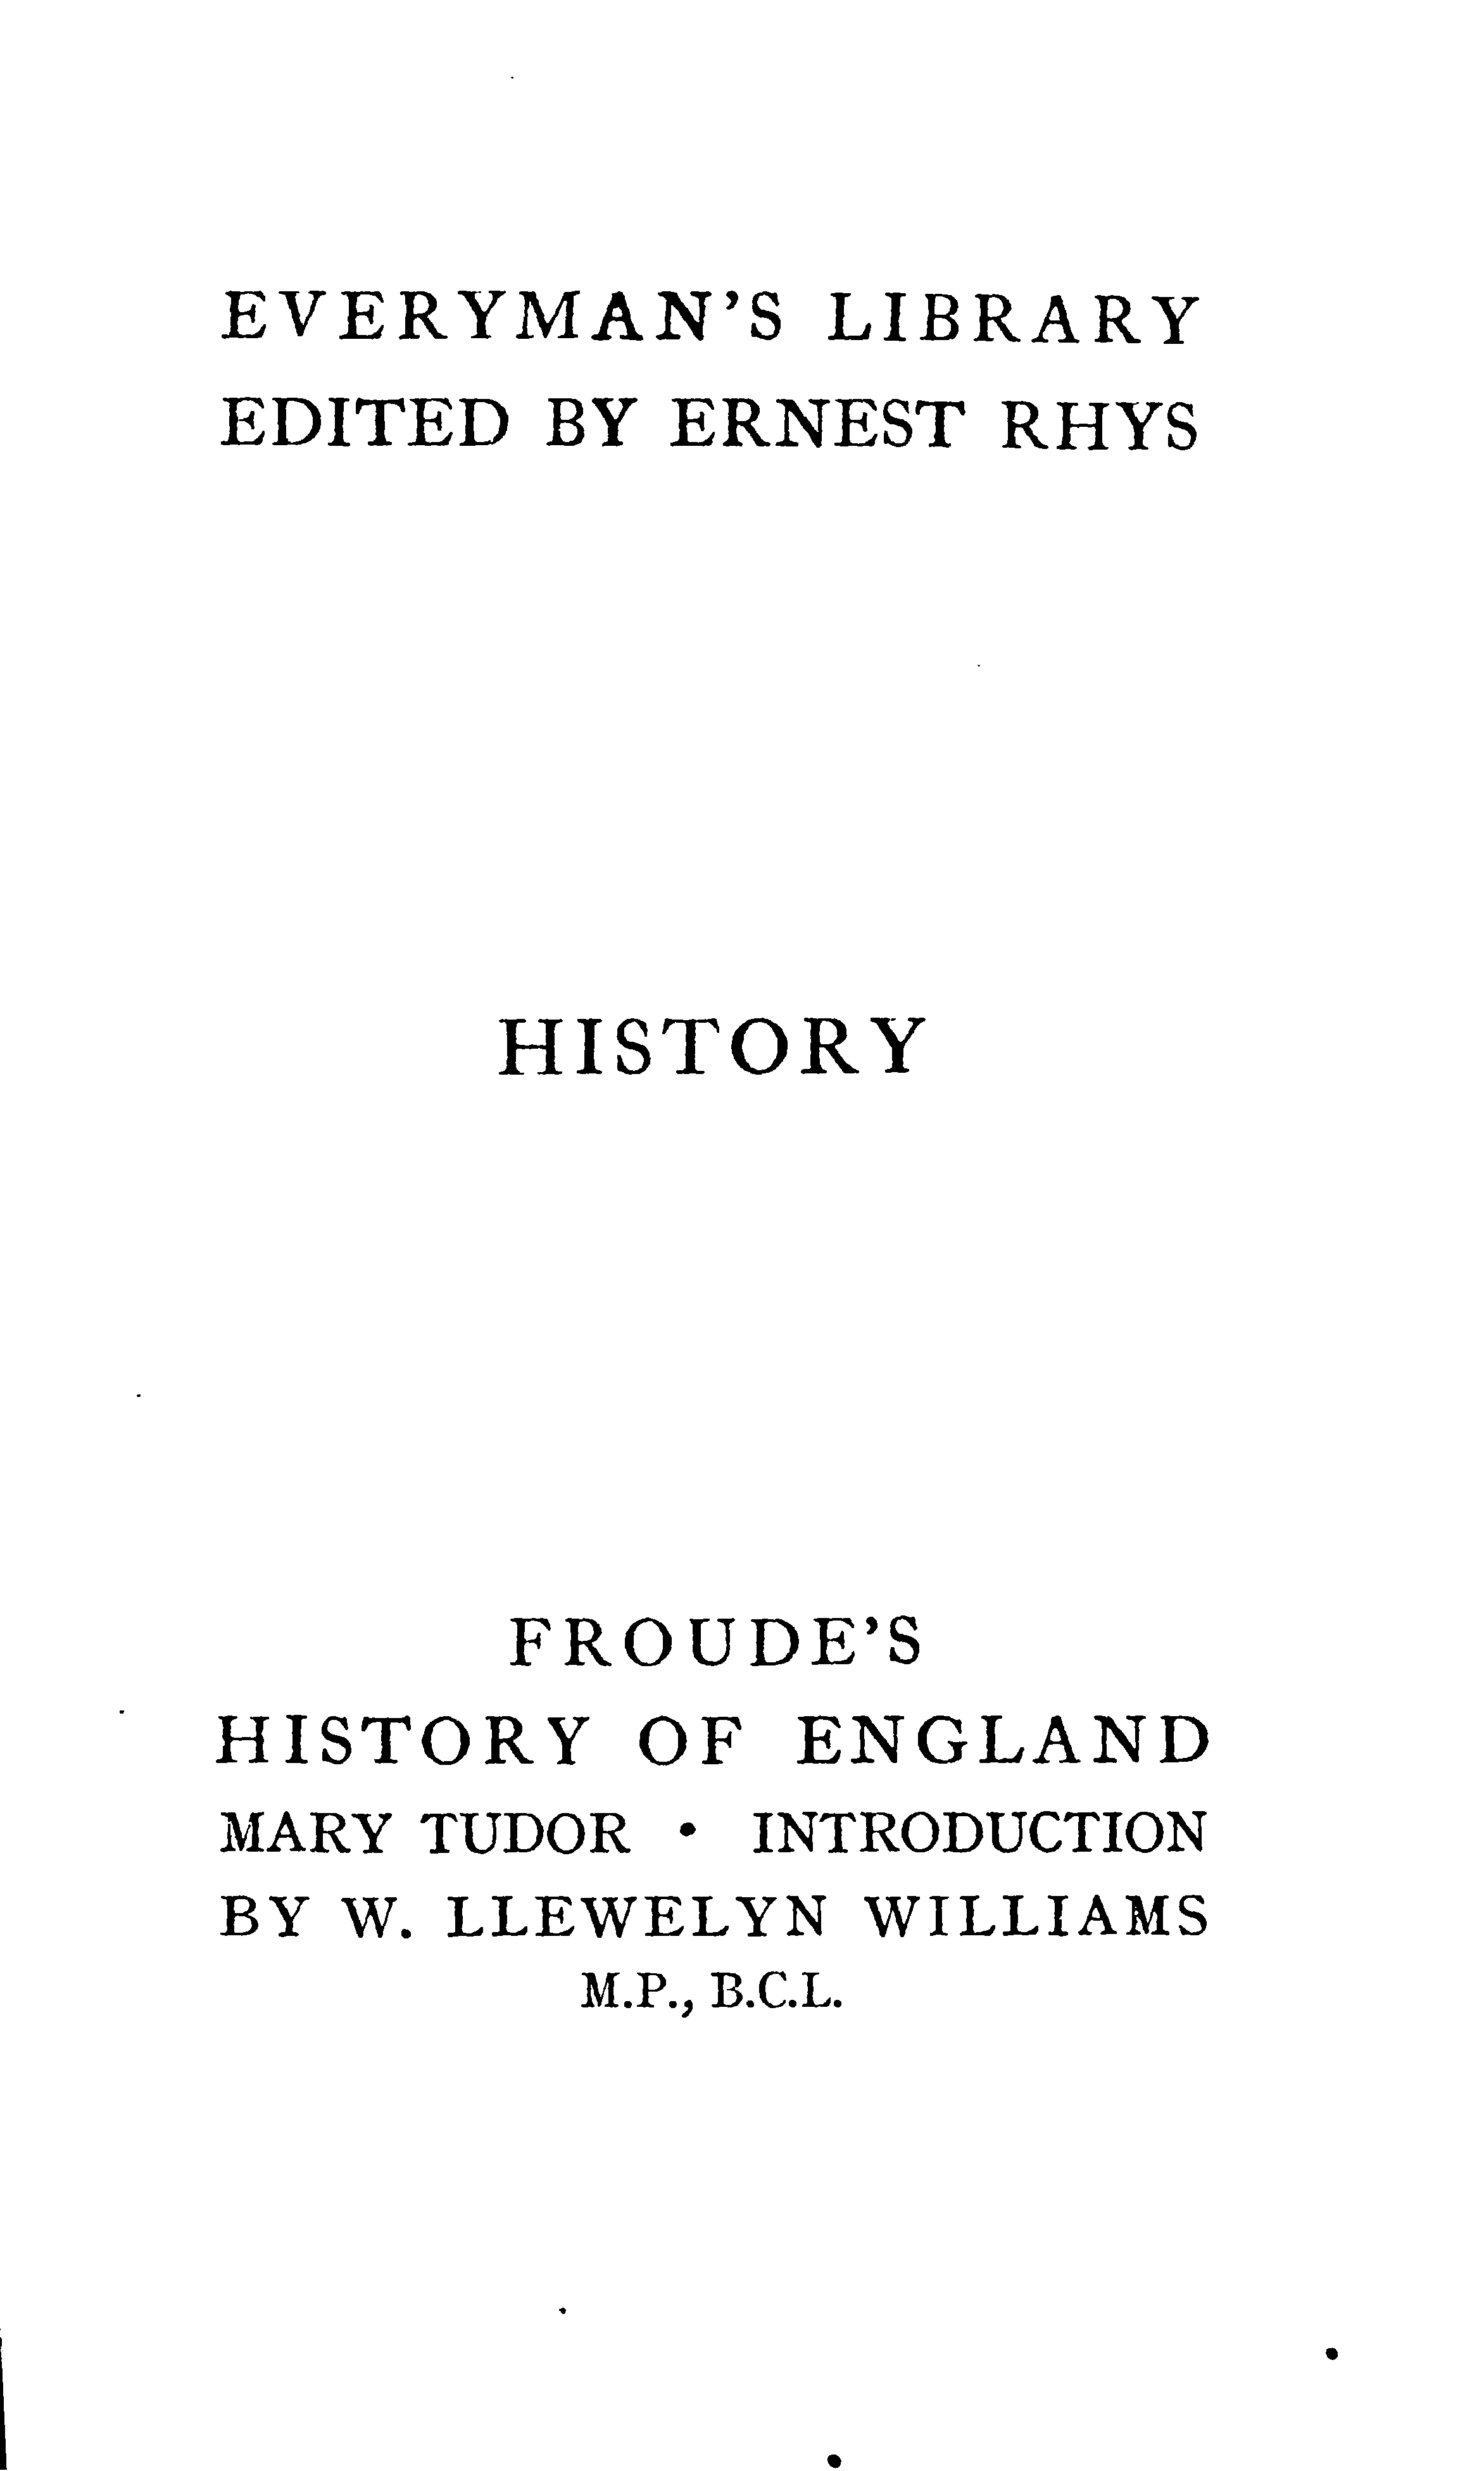 EVERYMAN'S LIBRARY
EDITED BY ERNEST RHYS
HISTORY
FROUDE'S
HISTORY OF ENGLAND
MARY TUDOR • INTRODUCTION
BY W. LLEWELYN WILLIAMS
M.P., B.C.L.